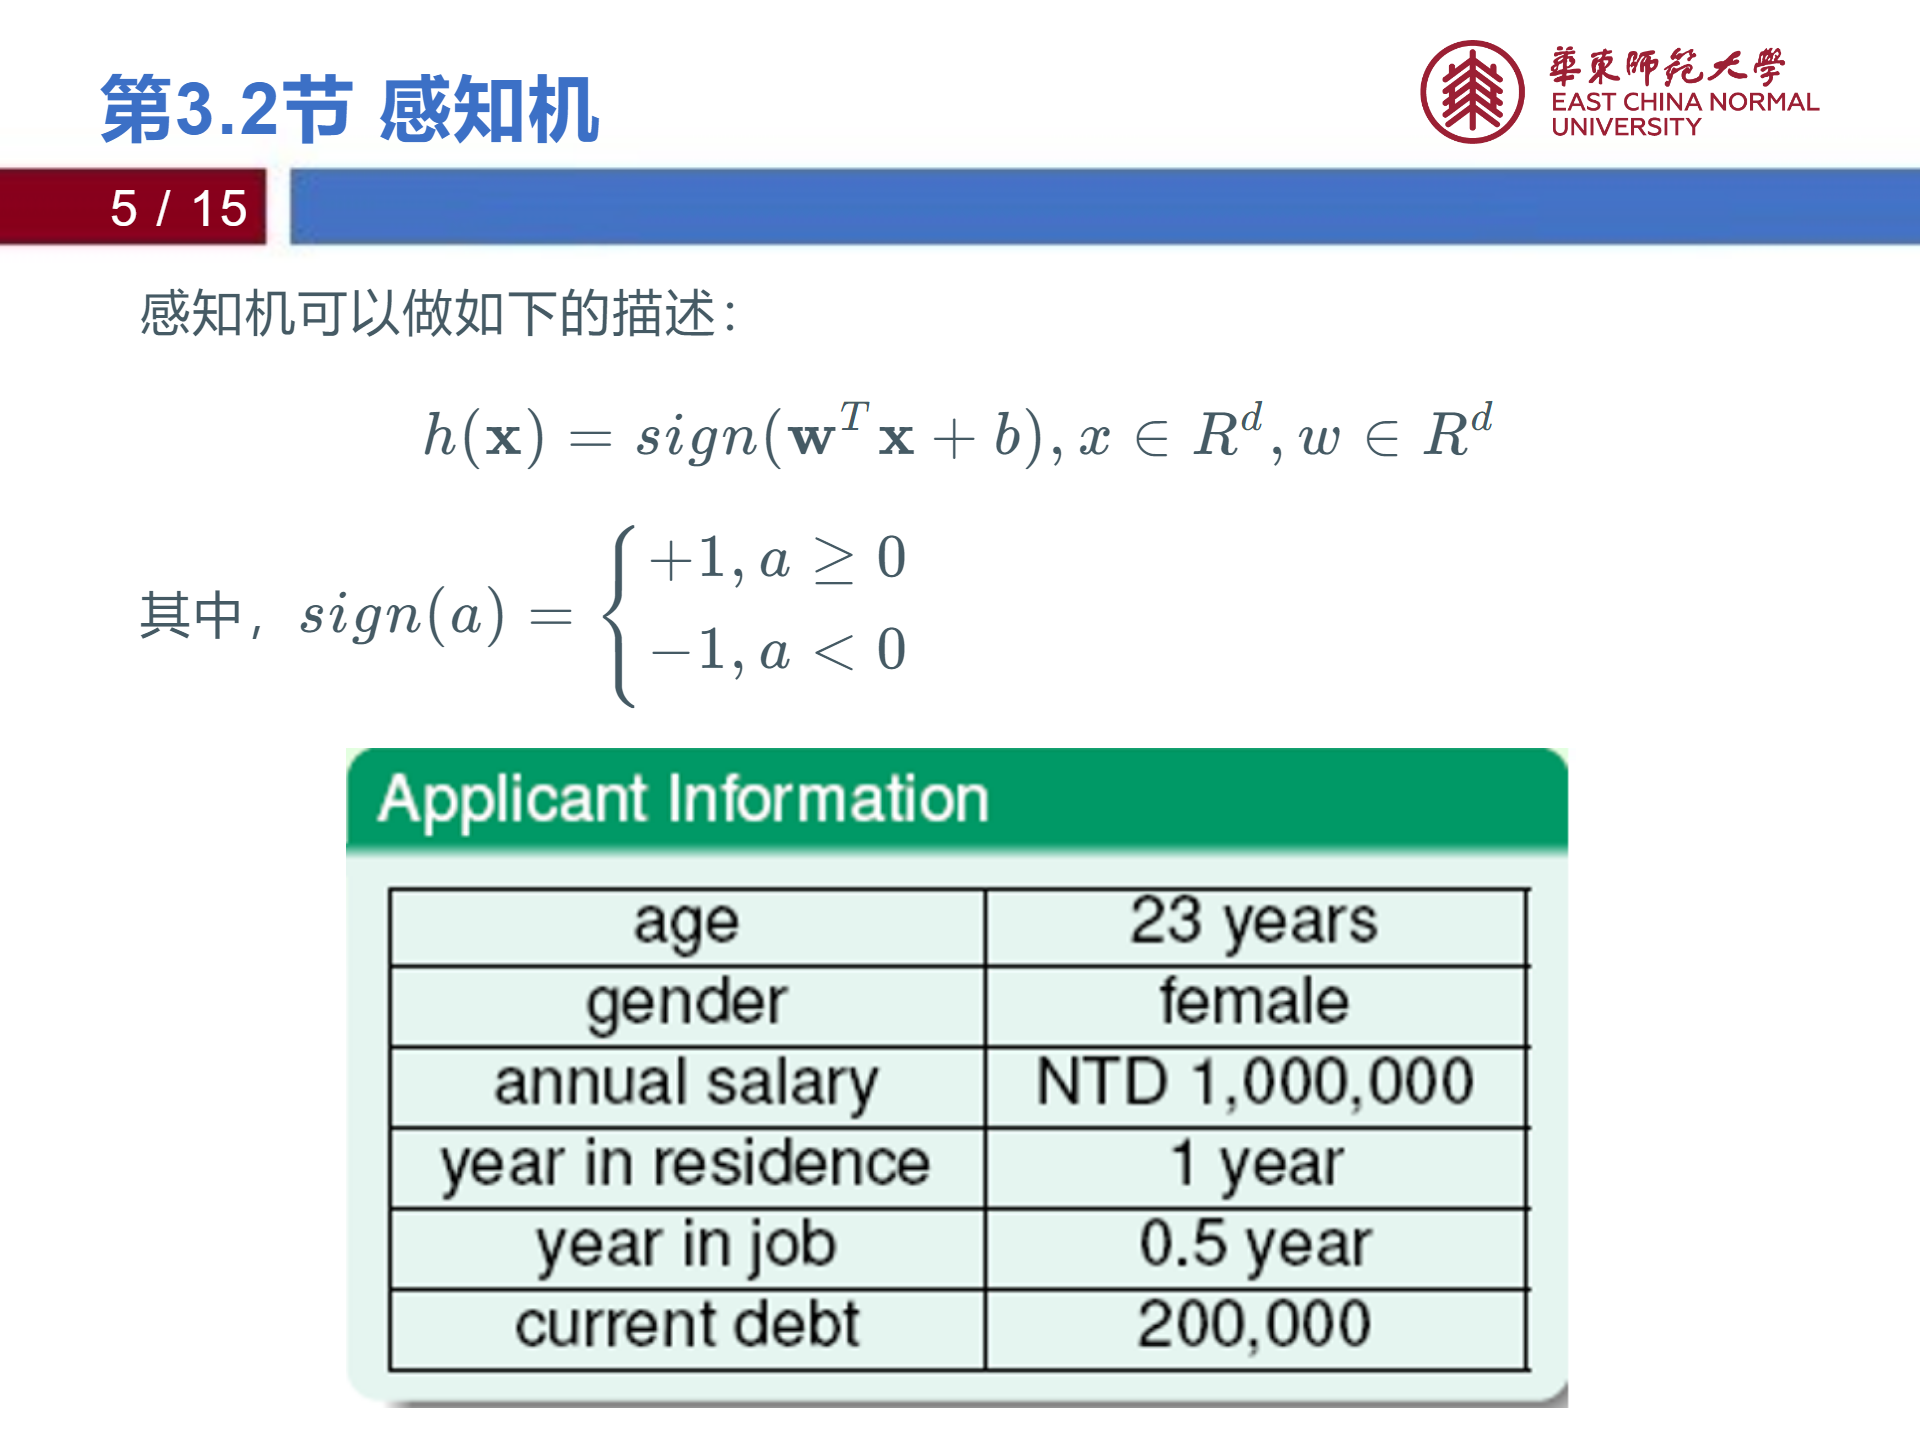 第3.2节 感知机
華東師範大學
EAST CHINA NORMAL
UNIVERSITY
5 / 15
感知机可以做如下的描述：
h(x) = sign(w^T x + b), x ∈ R^d, w ∈ R^d
其中，sign(a) = { +1, a ≥ 0
−1, a < 0
Applicant Information
age 23 years
gender female
annual salary NTD 1,000,000
year in residence 1 year
year in job 0.5 year
current debt 200,000